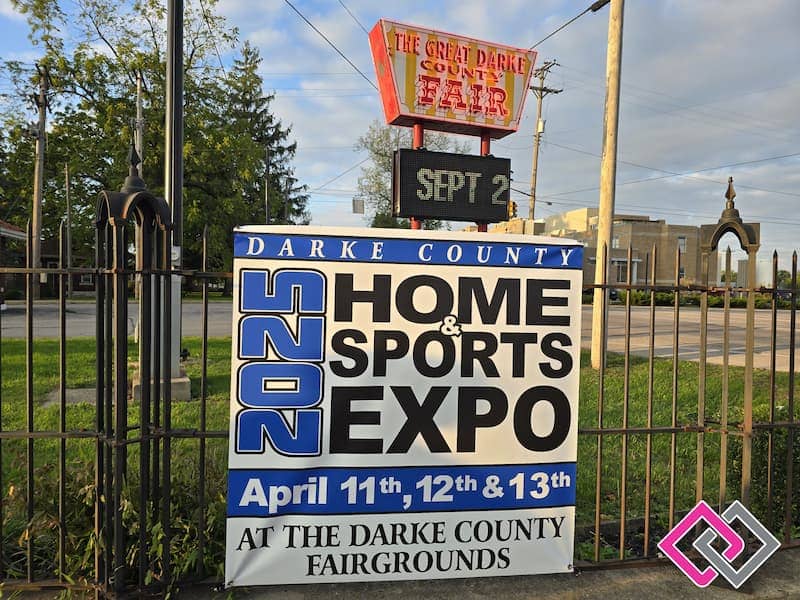 THE GREAT DARKE
COUNTY
FAIR
SEPT 2
DARKE COUNTY
2025
HOME
&
SPORTS
EXPO
April 11th, 12th & 13th
AT THE DARKE COUNTY
FAIRGROUNDS